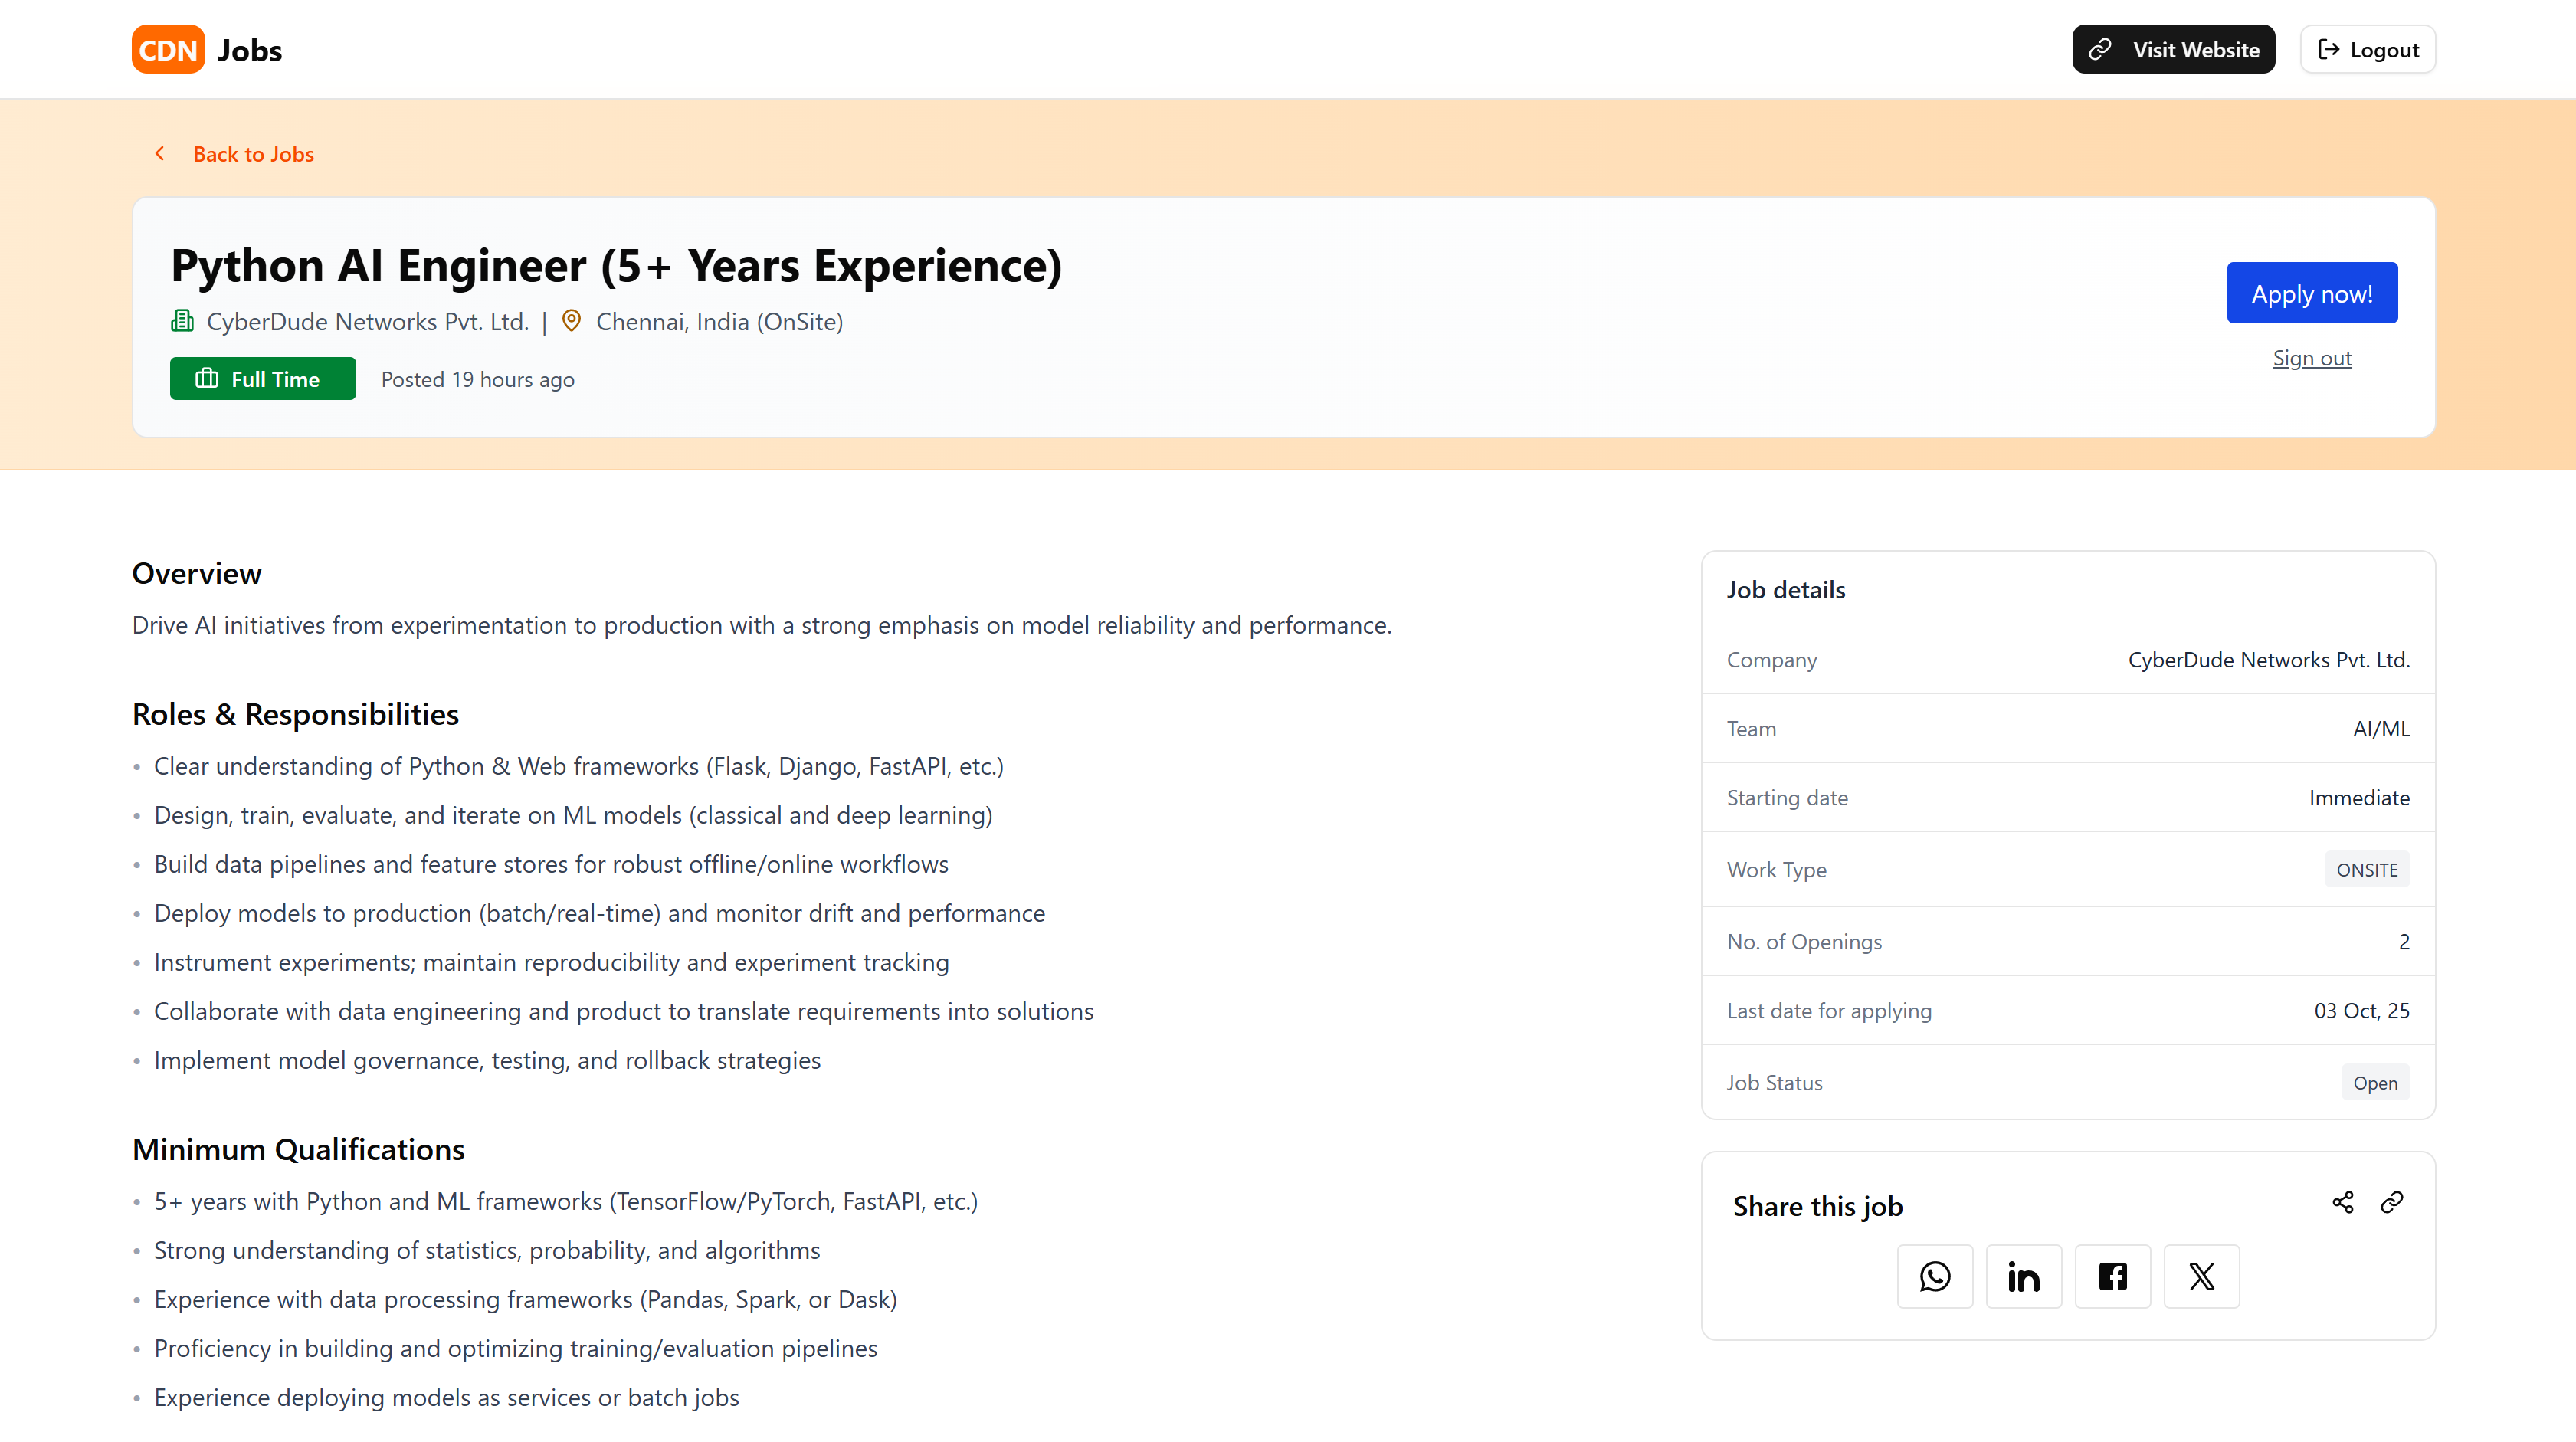 CDN Jobs
Visit Website
Logout
Back to Jobs
Python AI Engineer (5+ Years Experience)
CyberDude Networks Pvt. Ltd. | Chennai, India (OnSite)
Full Time
Posted 19 hours ago
Apply now!
Sign out
Overview
Drive AI initiatives from experimentation to production with a strong emphasis on model reliability and performance.
Roles & Responsibilities
• Clear understanding of Python & Web frameworks (Flask, Django, FastAPI, etc.)
• Design, train, evaluate, and iterate on ML models (classical and deep learning)
• Build data pipelines and feature stores for robust offline/online workflows
• Deploy models to production (batch/real-time) and monitor drift and performance
• Instrument experiments; maintain reproducibility and experiment tracking
• Collaborate with data engineering and product to translate requirements into solutions
• Implement model governance, testing, and rollback strategies
Minimum Qualifications
• 5+ years with Python and ML frameworks (TensorFlow/PyTorch, FastAPI, etc.)
• Strong understanding of statistics, probability, and algorithms
• Experience with data processing frameworks (Pandas, Spark, or Dask)
• Proficiency in building and optimizing training/evaluation pipelines
• Experience deploying models as services or batch jobs
Job details
Company CyberDude Networks Pvt. Ltd.
Team AI/ML
Starting date Immediate
Work Type ONSITE
No. of Openings 2
Last date for applying 03 Oct, 25
Job Status Open
Share this job